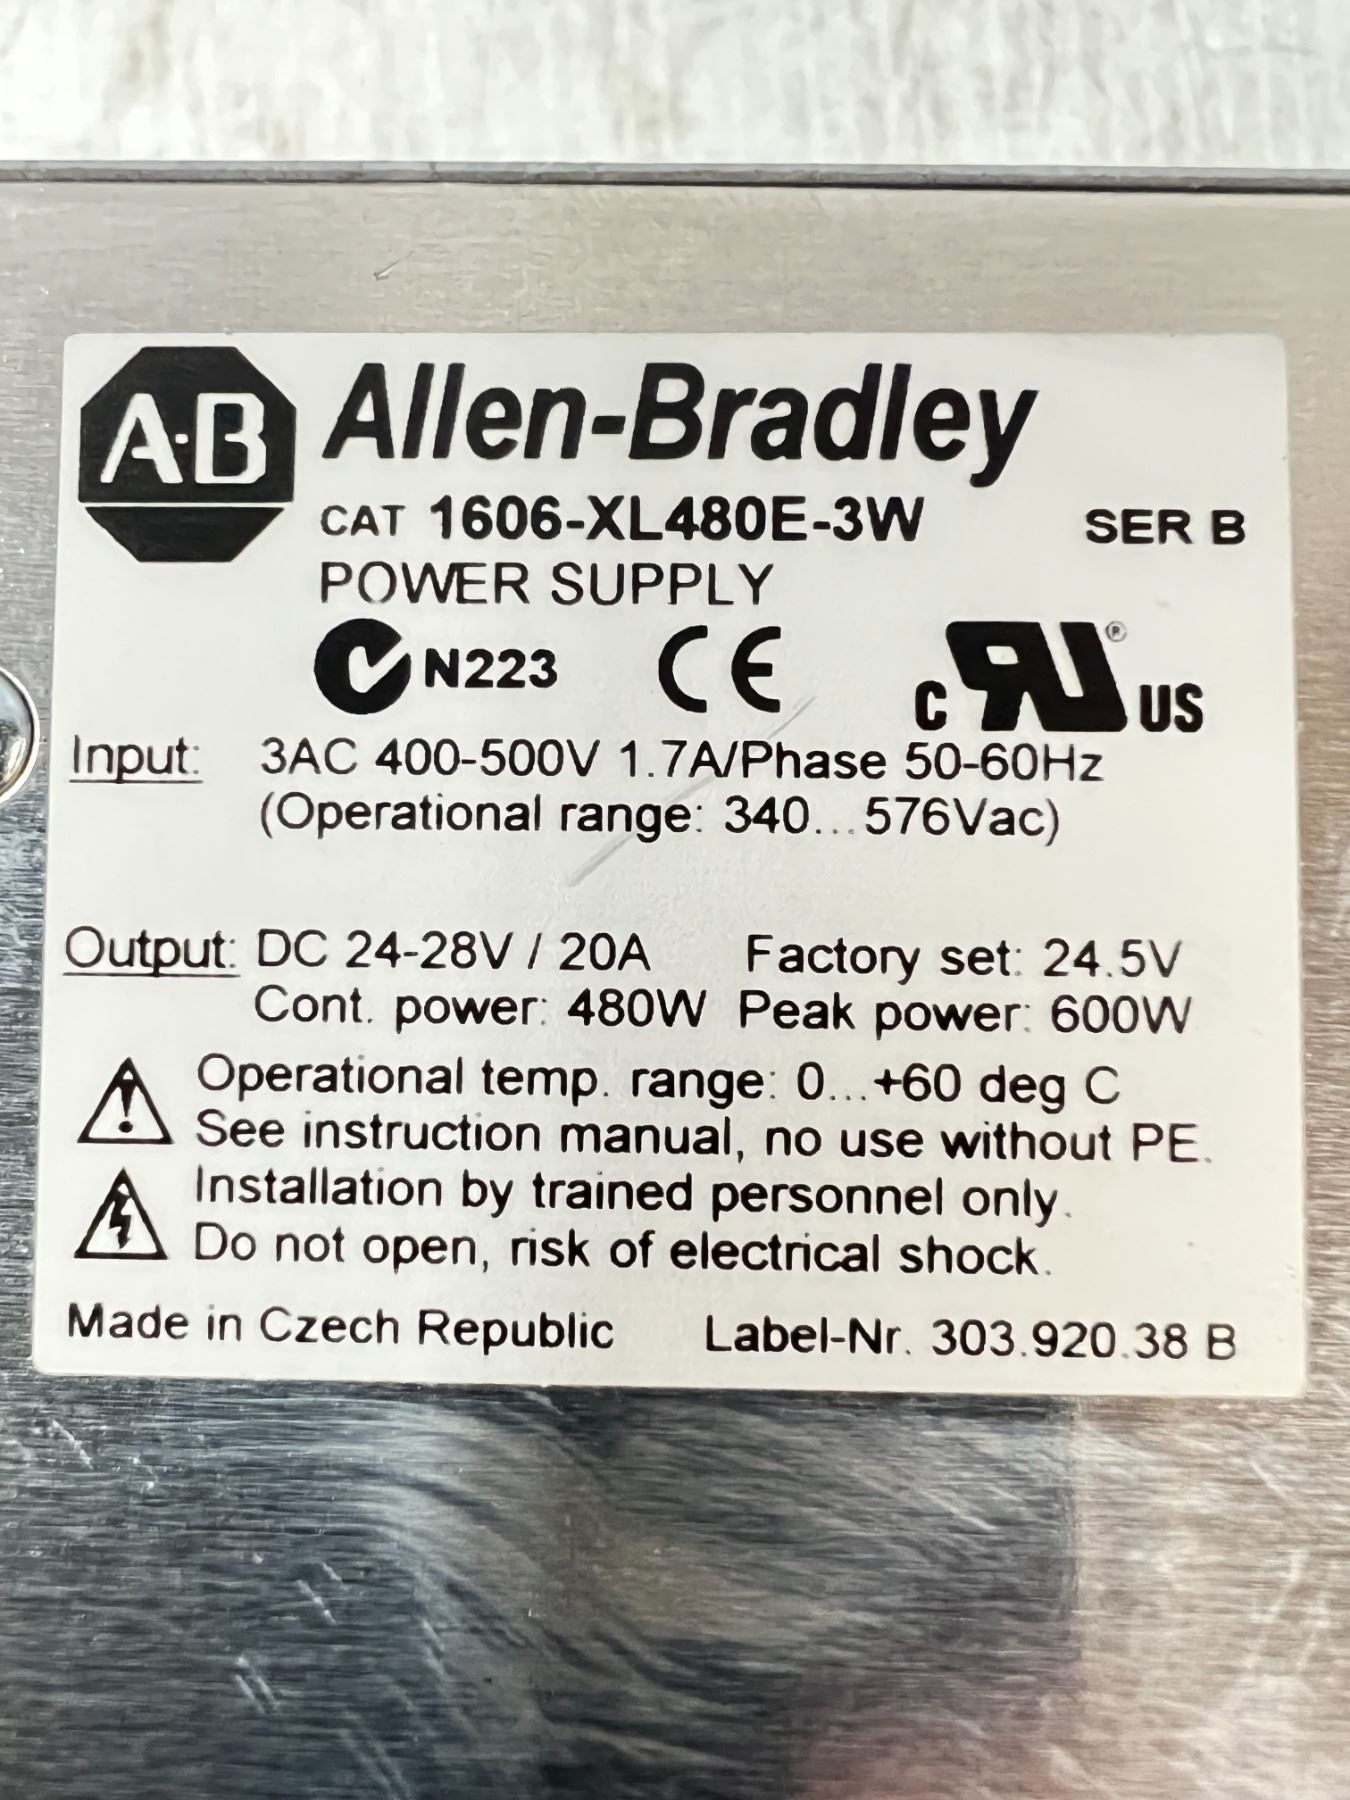 A-B Allen-Bradley
CAT 1606-XL480E-3W SER B
POWER SUPPLY
N223 CE c RU ® US
Input: 3AC 400-500V 1.7A/Phase 50-60Hz
(Operational range: 340...576Vac)
Output: DC 24-28V / 20A Factory set: 24.5V
Cont. power: 480W Peak power: 600W
Operational temp. range: 0...+60 deg C
See instruction manual, no use without PE.
Installation by trained personnel only.
Do not open, risk of electrical shock.
Made in Czech Republic Label-Nr. 303.920.38 B